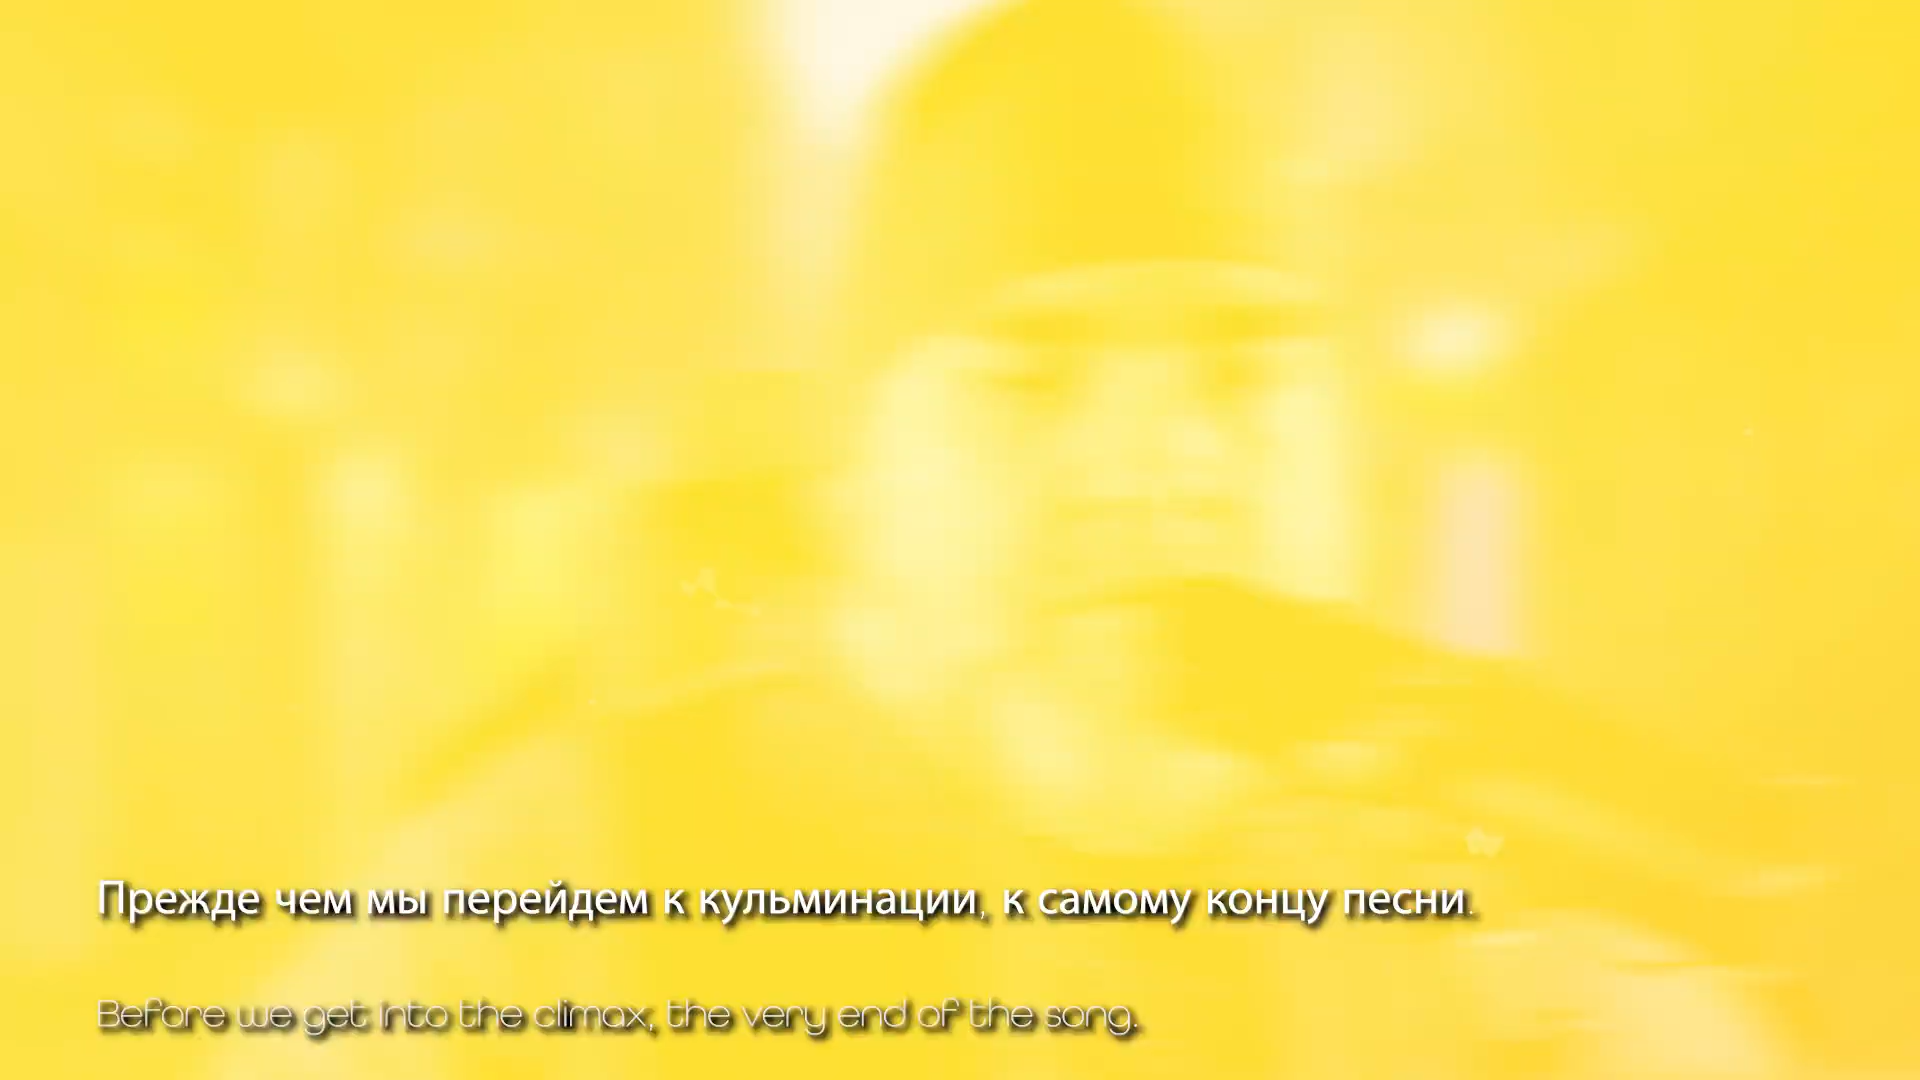 Прежде чем мы перейдем к кульминации, к самому концу песни.
Before we get into the climax, the very end of the song.